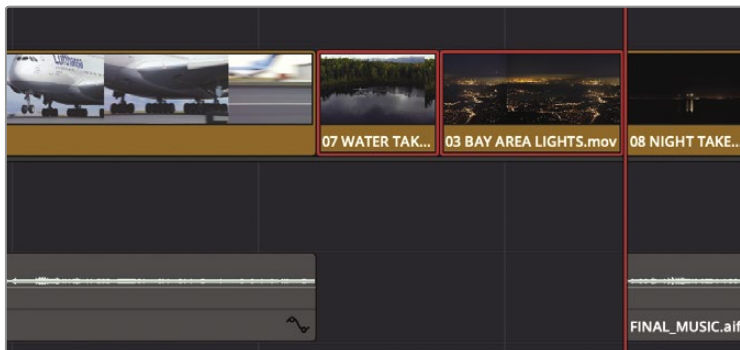 Lufthansa
07 WATER TAK...
03 BAY AREA LIGHTS.mov
08 NIGHT TAKE...
FINAL_MUSIC.aif